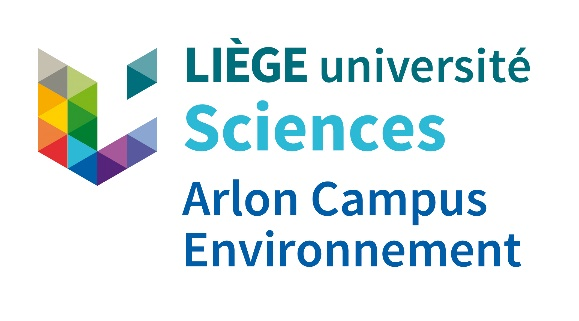 LIÈGE université
Sciences
Arlon Campus
Environnement